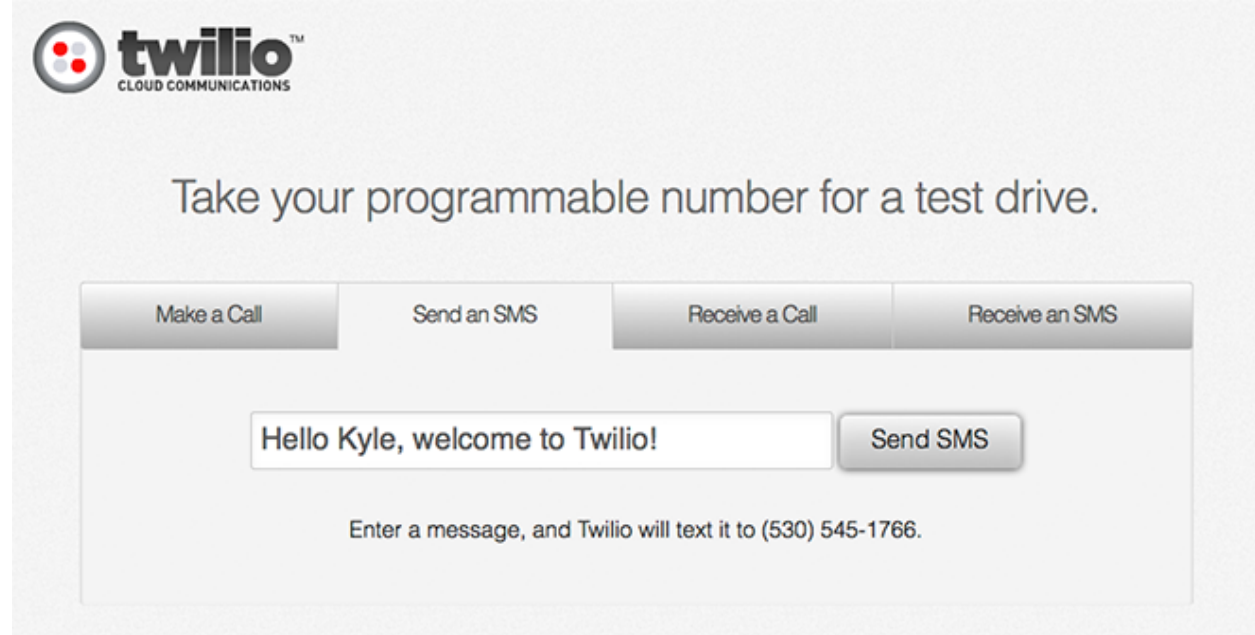 twilio™
CLOUD COMMUNICATIONS
Take your programmable number for a test drive.
Make a Call Send an SMS Receive a Call Receive an SMS
Hello Kyle, welcome to Twilio! Send SMS
Enter a message, and Twilio will text it to (530) 545-1766.